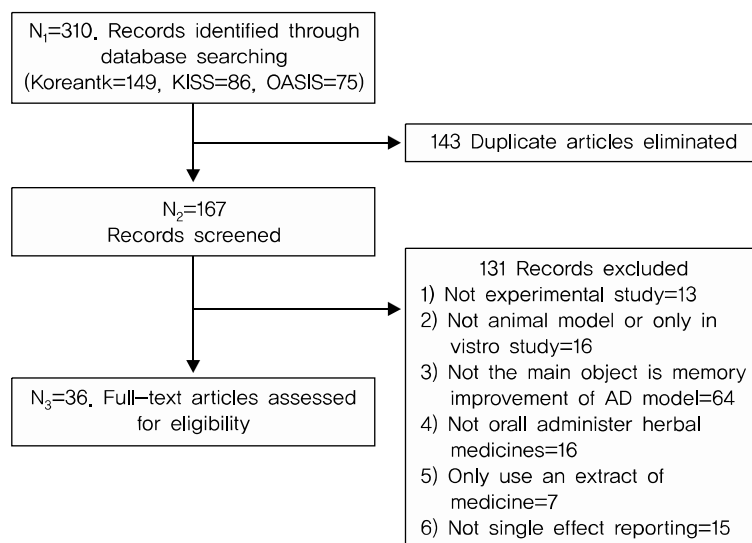 N₁=310. Records identified through
database searching
(Koreantk=149, KISS=86, OASIS=75)
143 Duplicate articles eliminated
N₂=167
Records screened
131 Records excluded
1) Not experimental study=13
2) Not animal model or only in
vistro study=16
3) Not the main object is memory
improvement of AD model=64
4) Not orall administer herbal
medicines=16
5) Only use an extract of
medicine=7
6) Not single effect reporting=15
N₃=36. Full-text articles assessed
for eligibility